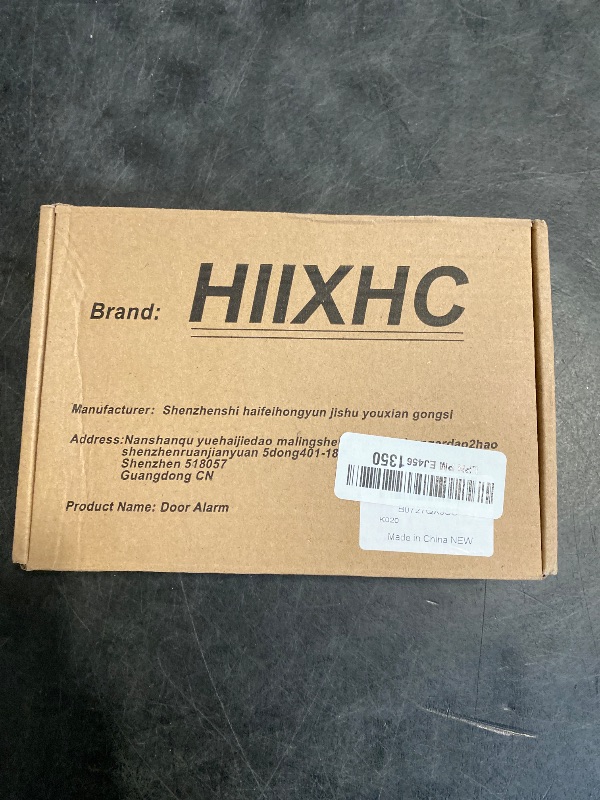 Brand: HIIXHC
Manufacturer: Shenzhenshi haifeihongyun jishu youxian gongsi
Address:Nanshanqu yuehaijiedao
shenzhenruanjianyuan 5dong401-18
Shenzhen 518057
Guangdong CN
Product Name: Door Alarm
EJ456 1350
K020
Made in China NEW